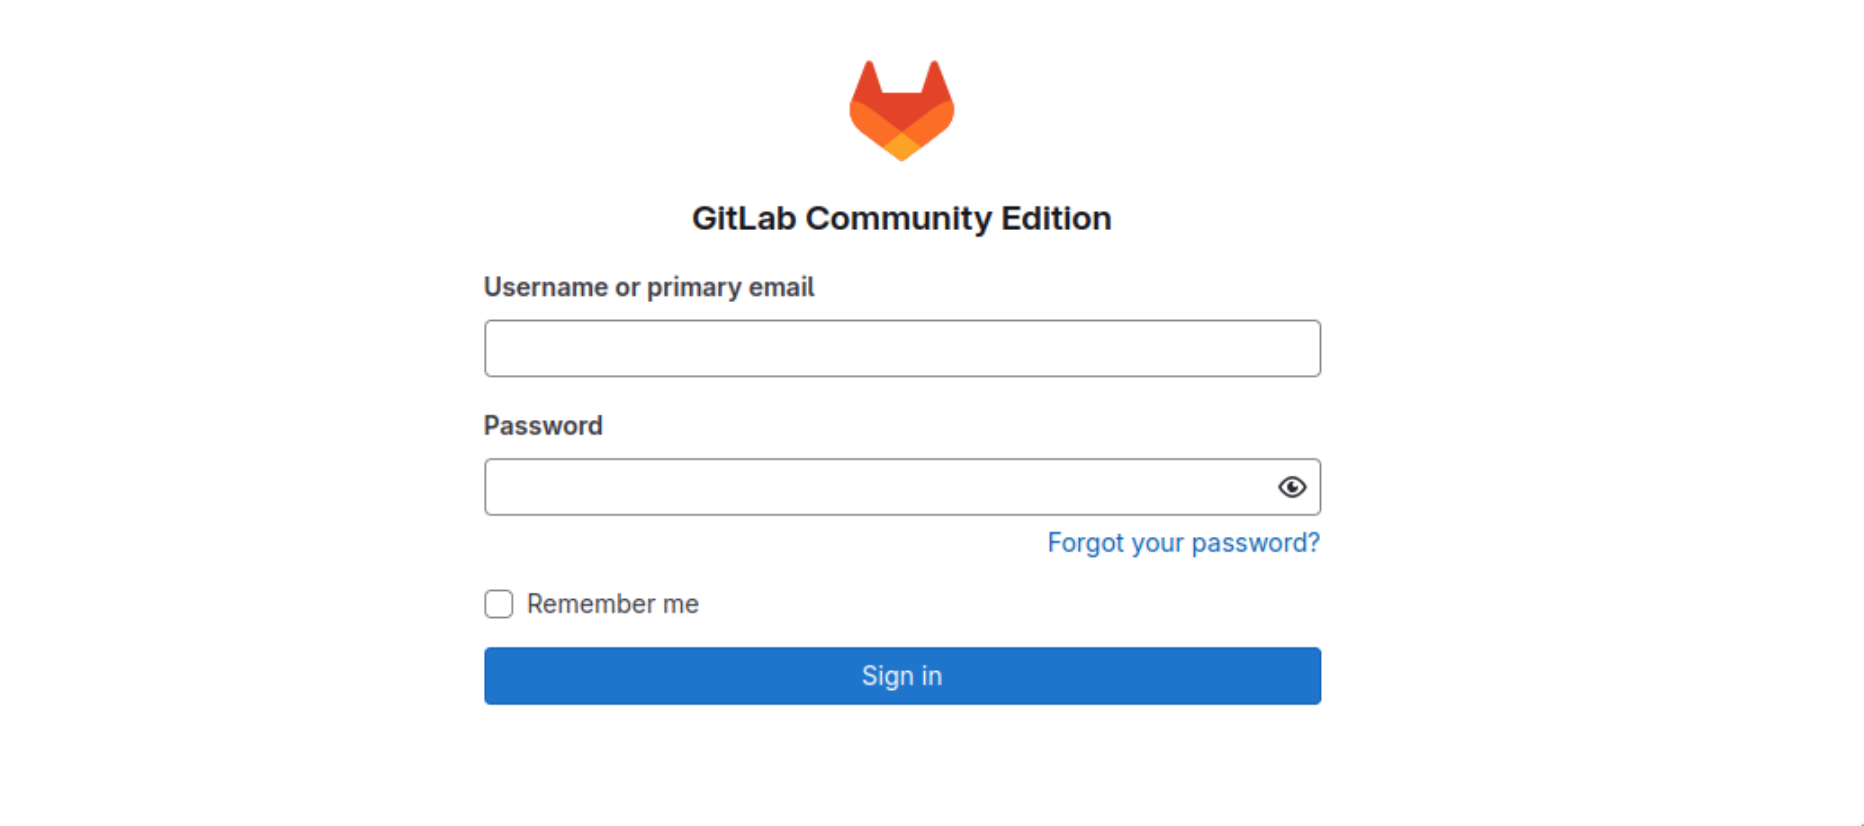 GitLab Community Edition
Username or primary email
Password
Forgot your password?
Remember me
Sign in